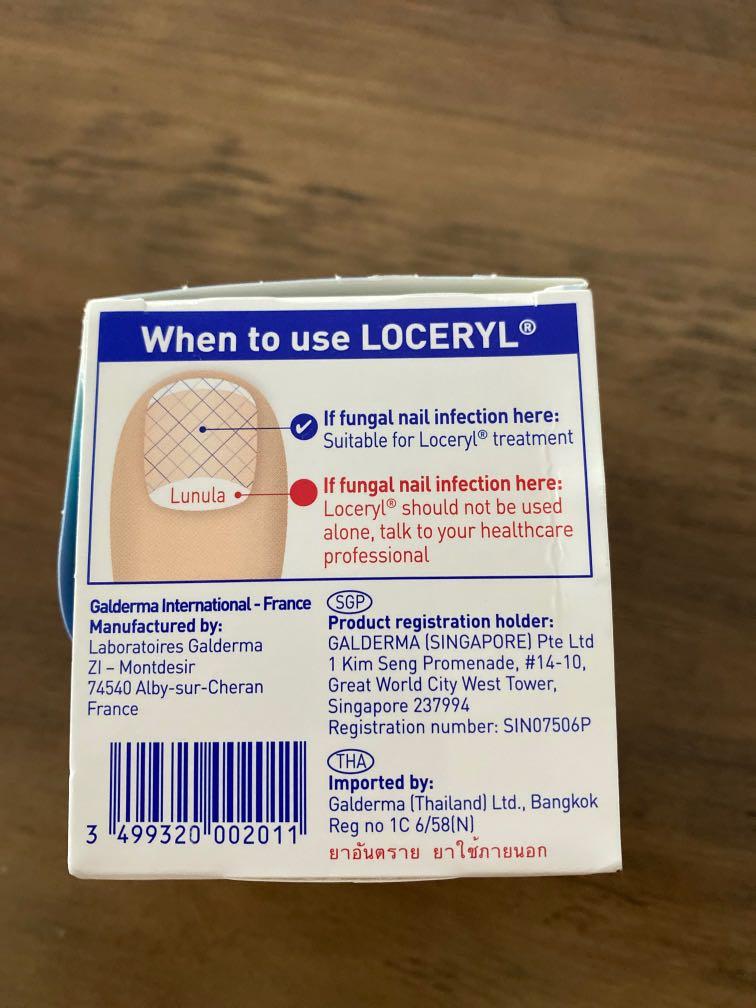 When to use LOCERYL®
If fungal nail infection here:
Suitable for Loceryl® treatment
Lunula
If fungal nail infection here:
Loceryl® should not be used
alone, talk to your healthcare
professional
Galderma International - France
Manufactured by:
Laboratoires Galderma
ZI – Montdesir
74540 Alby-sur-Cheran
France
3 499320 002011
SGP
Product registration holder:
GALDERMA (SINGAPORE) Pte Ltd
1 Kim Seng Promenade, #14-10,
Great World City West Tower,
Singapore 237994
Registration number: SIN07506P
THA
Imported by:
Galderma (Thailand) Ltd., Bangkok
Reg no 1C 6/58(N)
ยาอันตราย ยาใช้ภายนอก